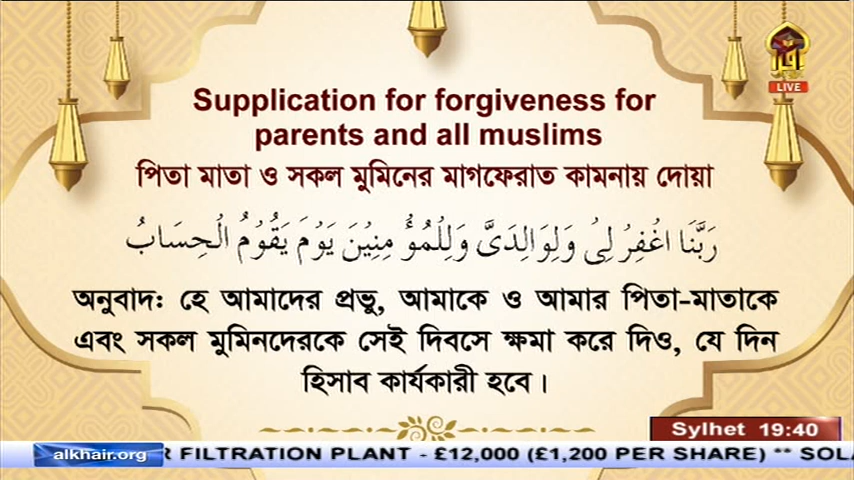 Supplication for forgiveness for
parents and all muslims
পিতা মাতা ও সকল মুমিনের মাগফেরাত কামনায় দোয়া
رَبَّنَا اغْفِرْ لِىْ وَلِوَالِدَىَّ وَلِلْمُؤْ مِنِيْنَ يَوْمَ يَقُوْمُ الْحِسَابُ
অনুবাদ: হে আমাদের প্রভু, আমাকে ও আমার পিতা-মাতাকে
এবং সকল মুমিনদেরকে সেই দিবসে ক্ষমা করে দিও, যে দিন
হিসাব কার্যকারী হবে।
LIVE
Sylhet 19:40
alkhair.org R FILTRATION PLANT - £12,000 (£1,200 PER SHARE) ** SOLA